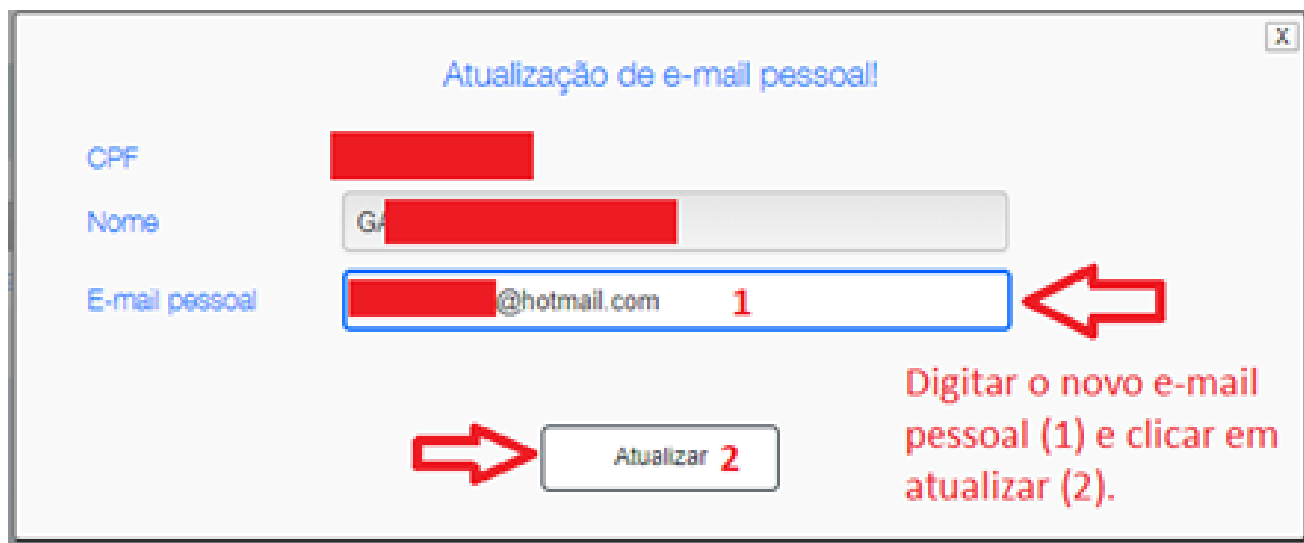 X
Atualização de e-mail pessoal!
CPF
Nome GA
E-mail pessoal @hotmail.com 1
Digitar o novo e-mail
pessoal (1) e clicar em
atualizar (2).
Atualizar 2